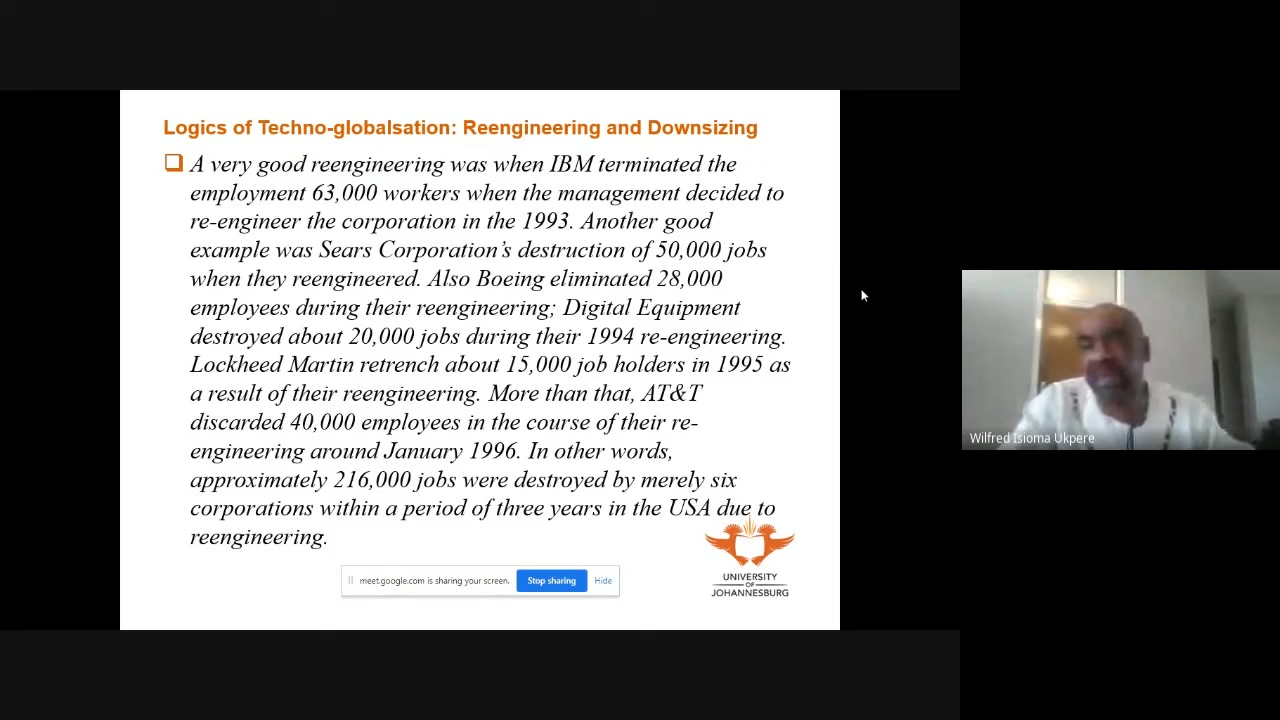 Logics of Techno-globalsation: Reengineering and Downsizing
A very good reengineering was when IBM terminated the
employment 63,000 workers when the management decided to
re-engineer the corporation in the 1993. Another good
example was Sears Corporation’s destruction of 50,000 jobs
when they reengineered. Also Boeing eliminated 28,000
employees during their reengineering; Digital Equipment
destroyed about 20,000 jobs during their 1994 re-engineering.
Lockheed Martin retrench about 15,000 job holders in 1995 as
a result of their reengineering. More than that, AT&T
discarded 40,000 employees in the course of their re-
engineering around January 1996. In other words,
approximately 216,000 jobs were destroyed by merely six
corporations within a period of three years in the USA due to
reengineering.
meet.google.com is sharing your screen. Stop sharing Hide
UNIVERSITY
OF
JOHANNESBURG
Wilfred Isioma Ukpere